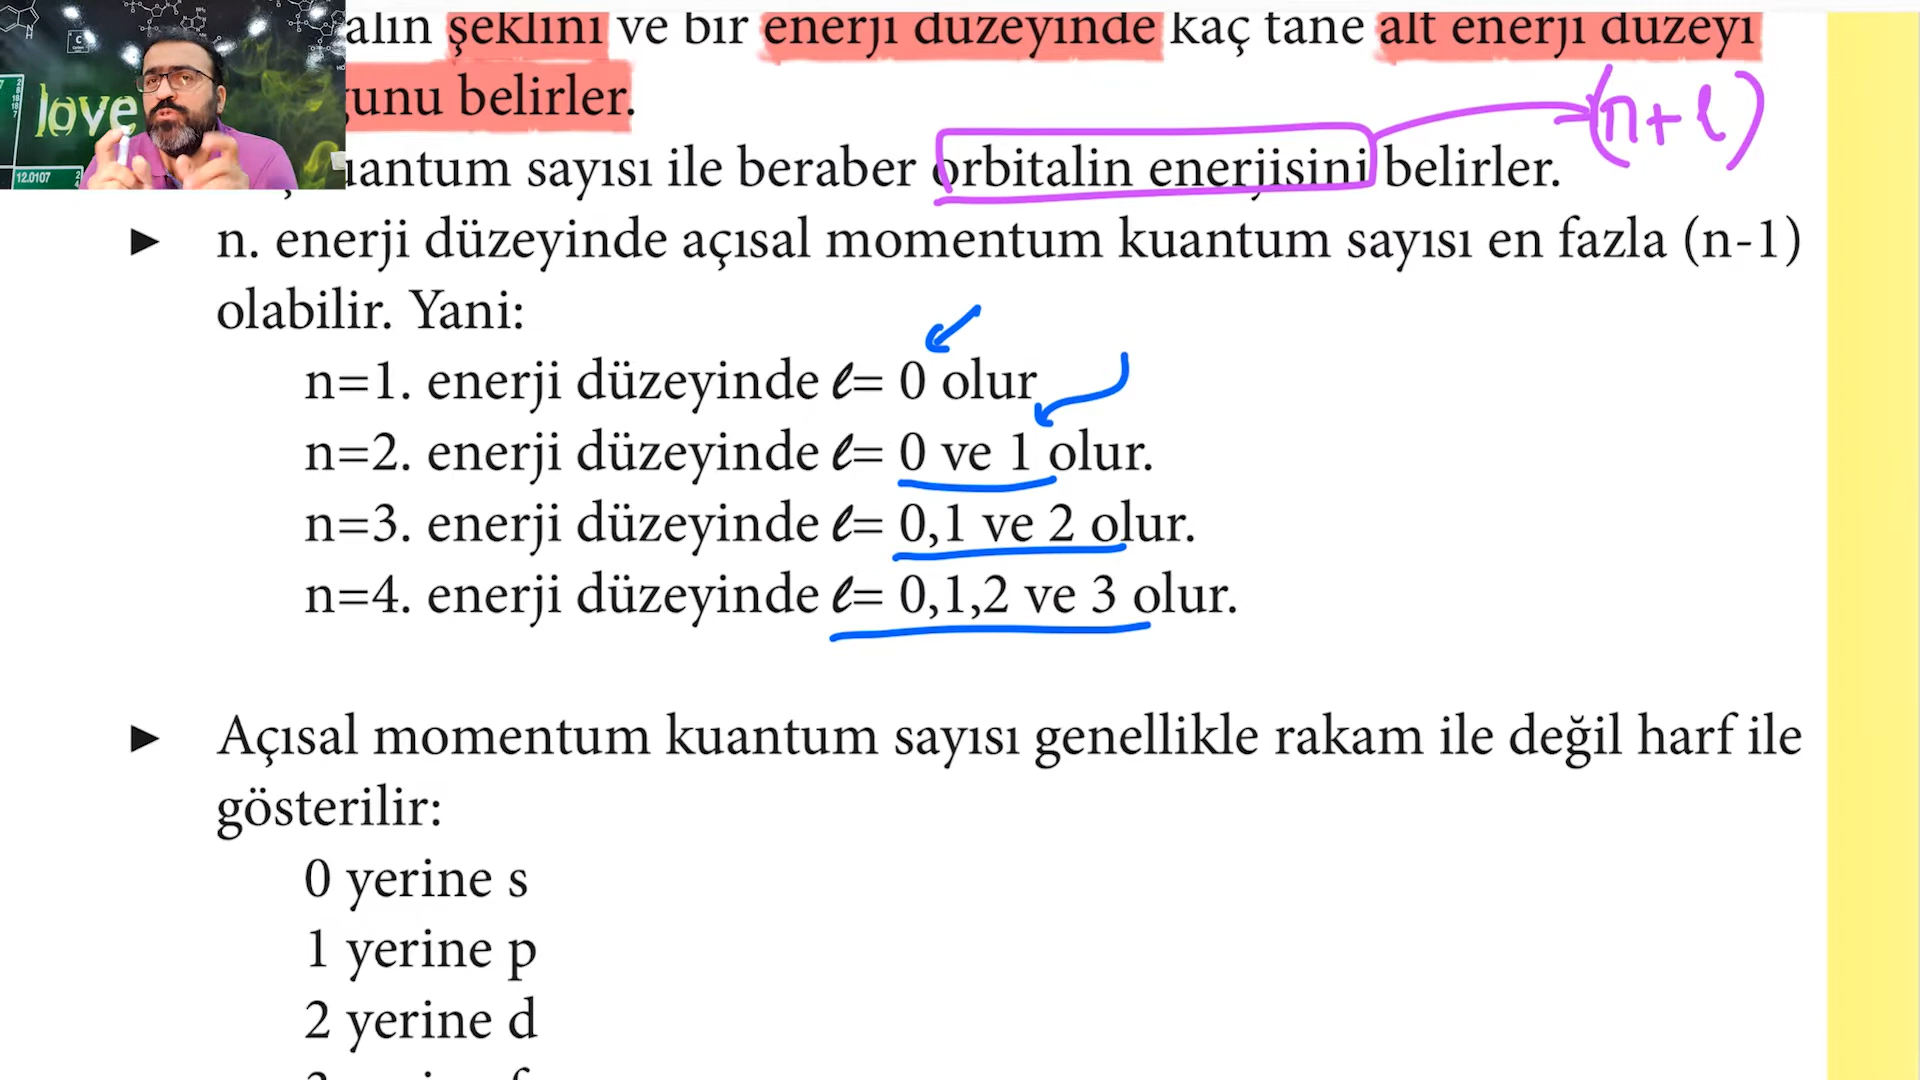 alın şeklini ve bir enerji düzeyinde kaç tane alt enerji düzeyi
unu belirler.
(n+l)
uantum sayısı ile beraber orbitalin enerjisini belirler.
► n. enerji düzeyinde açısal momentum kuantum sayısı en fazla (n-1)
olabilir. Yani:
n=1. enerji düzeyinde ℓ= 0 olur
n=2. enerji düzeyinde ℓ= 0 ve 1 olur.
n=3. enerji düzeyinde ℓ= 0,1 ve 2 olur.
n=4. enerji düzeyinde ℓ= 0,1,2 ve 3 olur.
► Açısal momentum kuantum sayısı genellikle rakam ile değil harf ile
gösterilir:
0 yerine s
1 yerine p
2 yerine d
love
12.0107
C